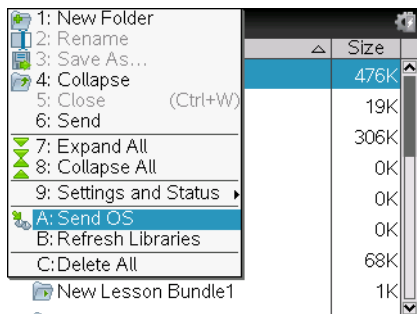 1: New Folder
2: Rename
3: Save As...
4: Collapse
5: Close (Ctrl+W)
6: Send
7: Expand All
8: Collapse All
9: Settings and Status
A: Send OS
B: Refresh Libraries
C: Delete All
Size
476K
19K
306K
0K
0K
0K
68K
New Lesson Bundle1 1K